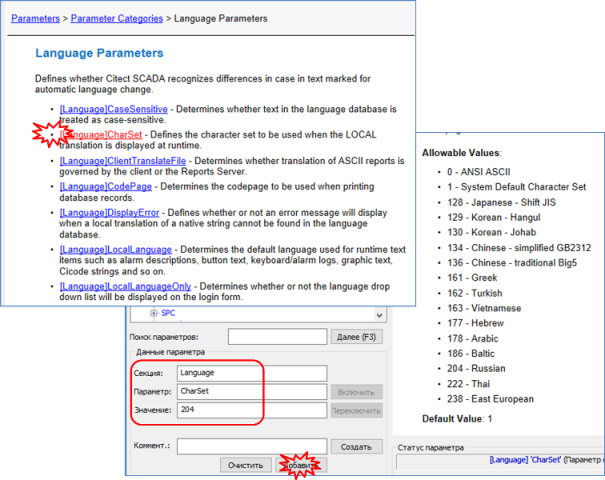 Parameters > Parameter Categories > Language Parameters
Language Parameters
Defines whether Citect SCADA recognizes differences in case in text marked for
automatic language change.
• [Language]CaseSensitive - Determines whether text in the language database is
treated as case-sensitive.
• [Language]CharSet - Defines the character set to be used when the LOCAL
translation is displayed at runtime.
• [Language]ClientTranslateFile - Determines whether translation of ASCII reports is
governed by the client or the Reports Server.
• [Language]CodePage - Determines the codepage to be used when printing
database records.
• [Language]DisplayError - Defines whether or not an error message will display
when a local translation of a native string cannot be found in the language
database.
• [Language]LocalLanguage - Determines the default language used for runtime text
items such as alarm descriptions, button text, keyboard/alarm logs, graphic text,
Cicode strings and so on.
• [Language]LocalLanguageOnly - Determines whether or not the language drop
down list will be displayed on the login form.
Allowable Values:
• 0 - ANSI ASCII
• 1 - System Default Character Set
• 128 - Japanese - Shift JIS
• 129 - Korean - Hangul
• 130 - Korean - Johab
• 134 - Chinese - simplified GB2312
• 136 - Chinese - traditional Big5
• 161 - Greek
• 162 - Turkish
• 163 - Vietnamese
• 177 - Hebrew
• 178 - Arabic
• 186 - Baltic
• 204 - Russian
• 222 - Thai
• 238 - East European
Default Value: 1
SPC
Поиск параметров: Далее (F3)
Данные параметра
Секция: Language
Параметр: CharSet Включить
Значение: 204 Переключить
Коммент.: Создать
Очистить Добавить
Статус параметра
[Language] 'CharSet' (Параметр